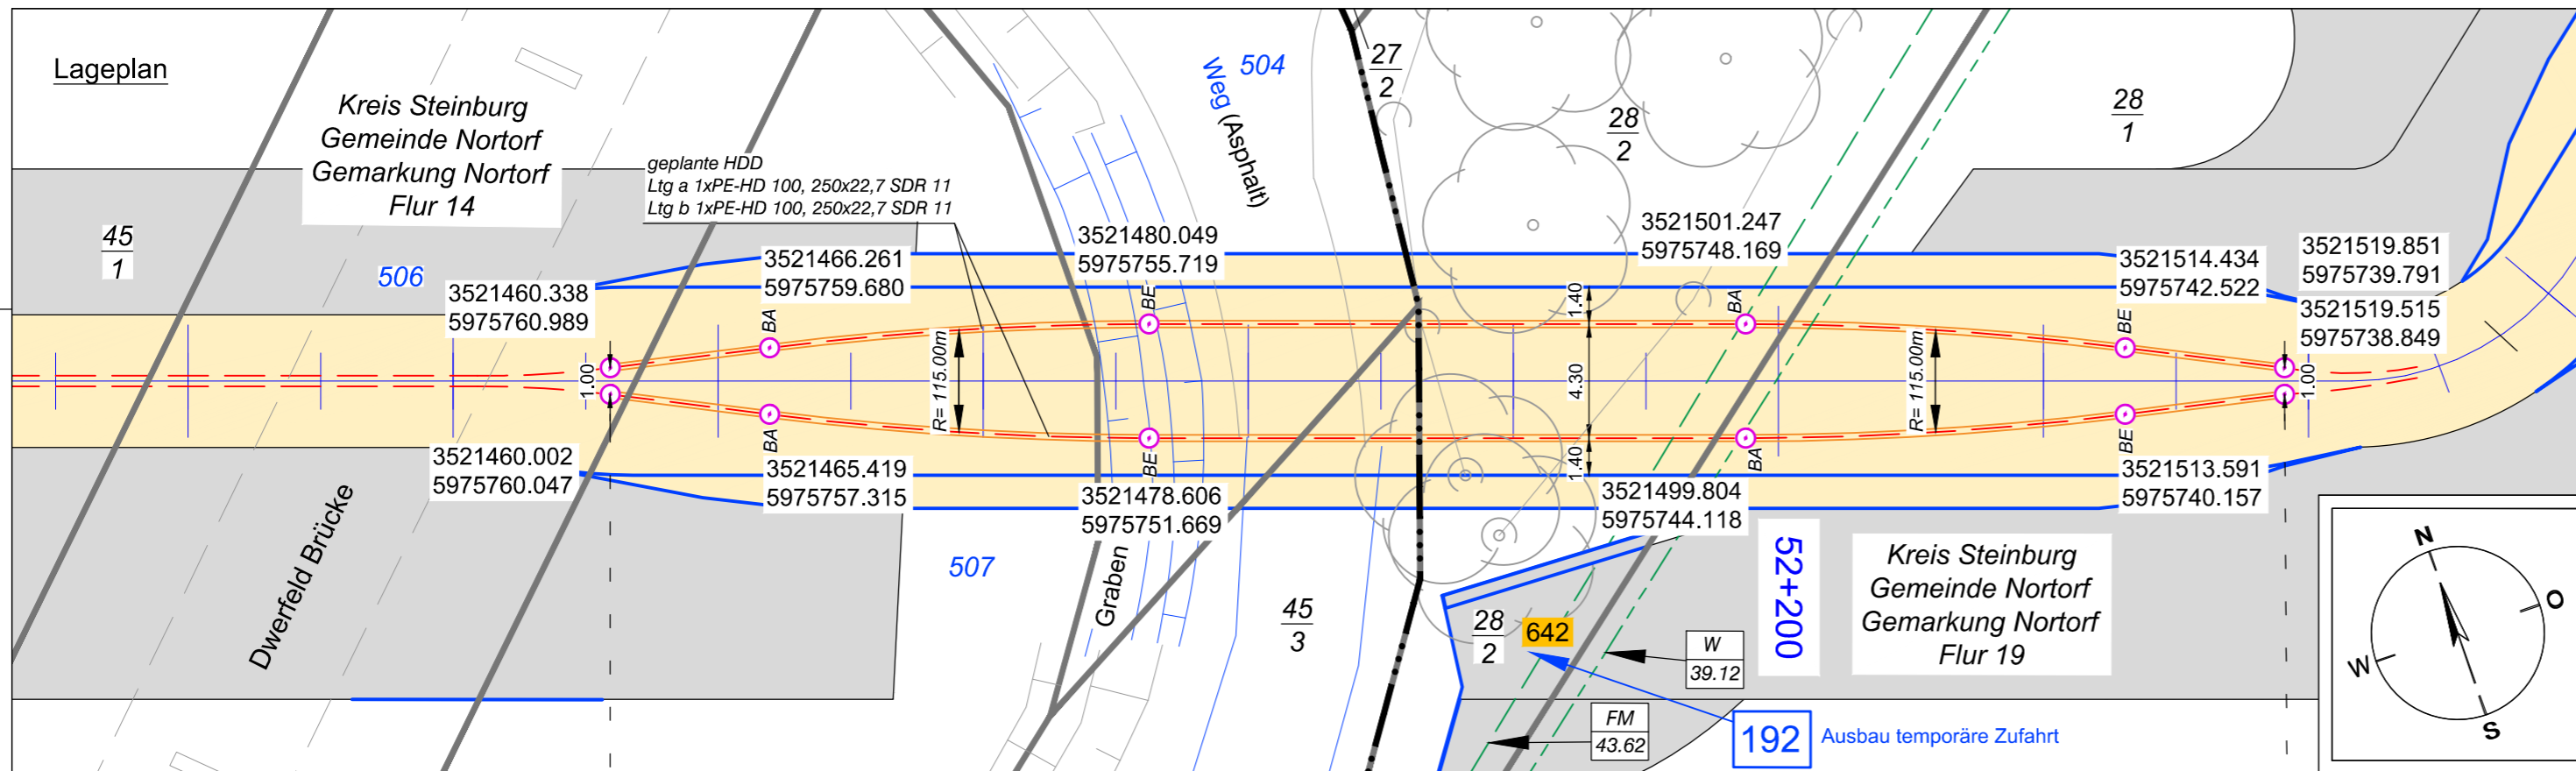 Lageplan
Kreis Steinburg
Gemeinde Nortorf
Gemarkung Nortorf
Flur 14
45
1
506
geplante HDD
Ltg a 1xPE-HD 100, 250x22,7 SDR 11
Ltg b 1xPE-HD 100, 250x22,7 SDR 11
504
Weg (Asphalt)
27
2
28
2
28
1
3521460.338
5975760.989
3521466.261
5975759.680
3521480.049
5975755.719
3521501.247
5975748.169
3521514.434
5975742.522
3521519.851
5975739.791
3521519.515
5975738.849
BA
BE
BA
BE
1.00
R= 115.00m
1.40
4.30
1.40
R= 115.00m
1.00
BA
BE
BA
BE
3521460.002
5975760.047
3521465.419
5975757.315
3521478.606
5975751.669
3521499.804
5975744.118
3521513.591
5975740.157
Dwerfeld Brücke
507
Graben
45
3
28
2
642
W
39.12
FM
43.62
52+200
Kreis Steinburg
Gemeinde Nortorf
Gemarkung Nortorf
Flur 19
192
Ausbau temporäre Zufahrt
N
O
W
S